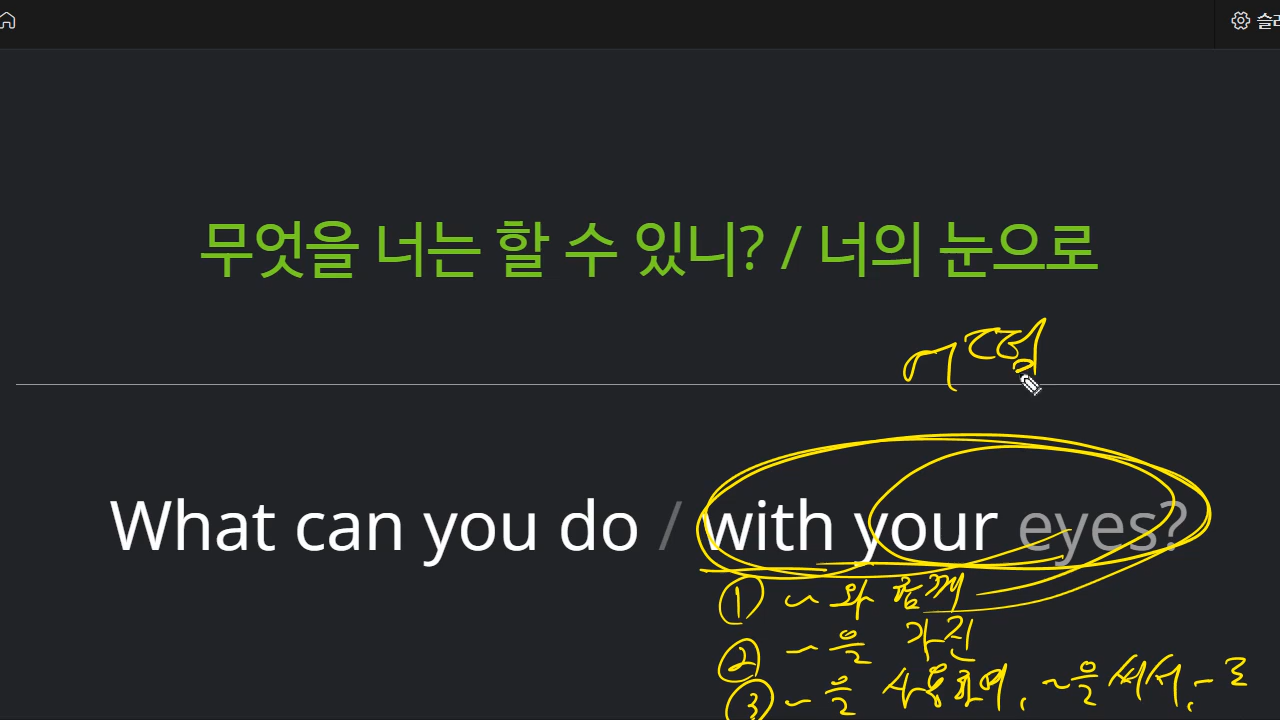 슬라
무엇을 너는 할 수 있니? / 너의 눈으로
어떤
What can you do / with your eyes?
① ~와 함께
② ~을 가진
③ ~을 사용하여, ~을 써서, ~로